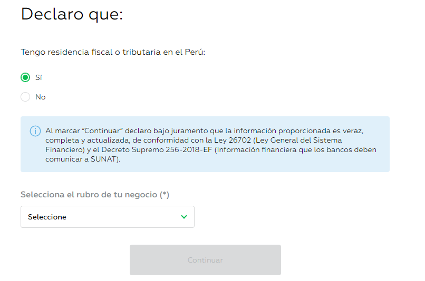 Declaro que:
Tengo residencia fiscal o tributaria en el Perú:
Sí
No
Al marcar "Continuar" declaro bajo juramento que la información proporcionada es veraz,
completa y actualizada, de conformidad con la Ley 26702 (Ley General del Sistema
Financiero) y el Decreto Supremo 256-2018-EF (información financiera que los bancos deben
comunicar a SUNAT).
Selecciona el rubro de tu negocio (*)
Seleccione
Continuar